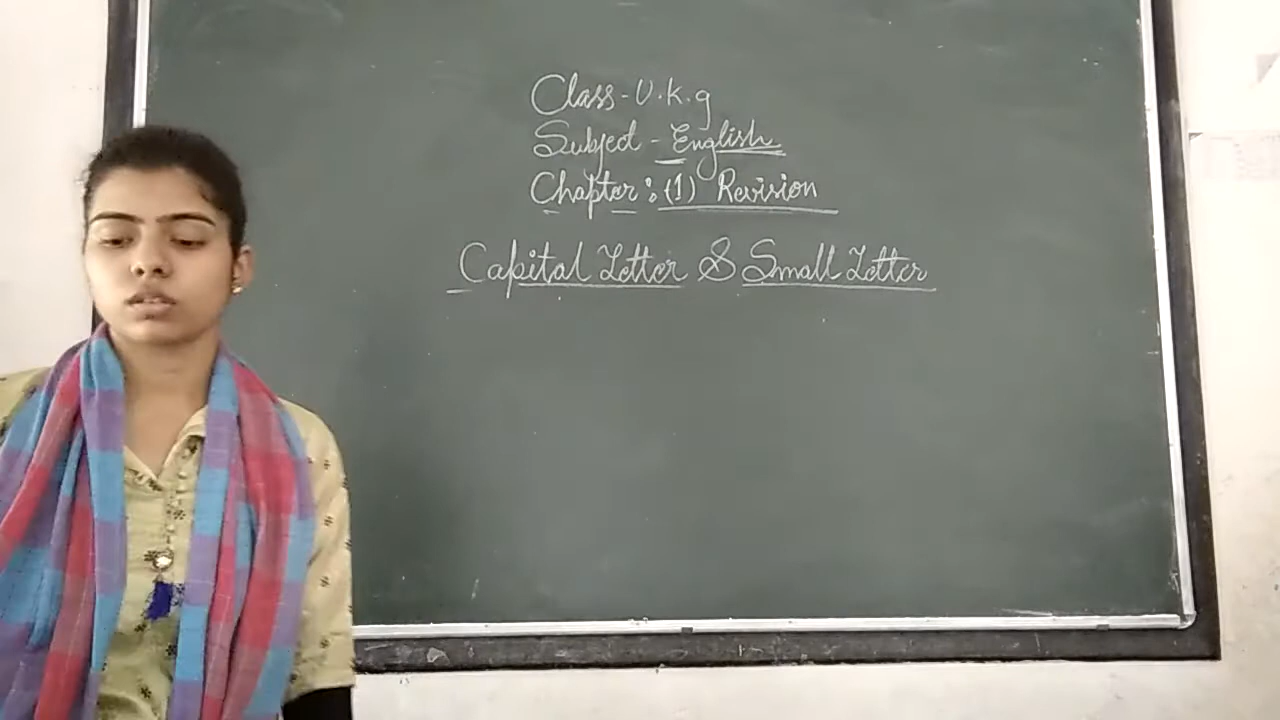 Class - U.k.g
Subject - English
Chapter : (1) Revision
Capital Letter & Small Letter